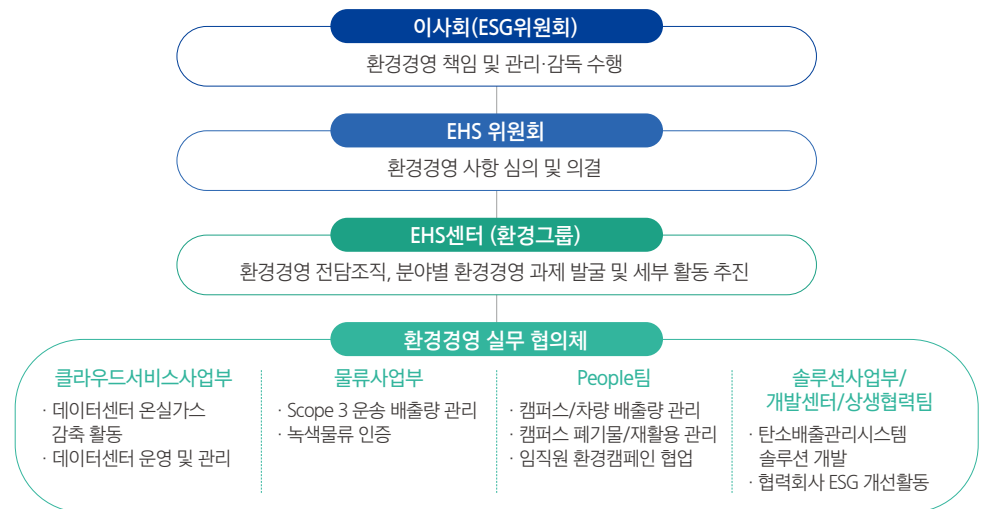 이사회(ESG위원회)
환경경영 책임 및 관리·감독 수행
EHS 위원회
환경경영 사항 심의 및 의결
EHS센터 (환경그룹)
환경경영 전담조직, 분야별 환경경영 과제 발굴 및 세부 활동 추진
환경경영 실무 협의체
클라우드서비스사업부
· 데이터센터 온실가스
감축 활동
· 데이터센터 운영 및 관리
물류사업부
· Scope 3 운송 배출량 관리
· 녹색물류 인증
People팀
· 캠퍼스/차량 배출량 관리
· 캠퍼스 폐기물/재활용 관리
· 임직원 환경캠페인 협업
솔루션사업부/
개발센터/상생협력팀
· 탄소배출관리시스템
솔루션 개발
· 협력회사 ESG 개선활동